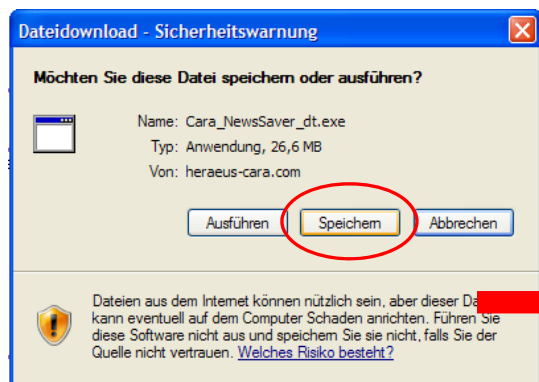 Dateidownload - Sicherheitswarnung
Möchten Sie diese Datei speichern oder ausführen?
Name: Cara_NewsSaver_dt.exe
Typ: Anwendung, 26,6 MB
Von: heraeus-cara.com
Ausführen Speichern Abbrechen
Dateien aus dem Internet können nützlich sein, aber dieser
kann eventuell auf dem Computer Schaden anrichten. Führen Sie
diese Software nicht aus und speichern Sie sie nicht, falls Sie der
Quelle nicht vertrauen. Welches Risiko besteht?